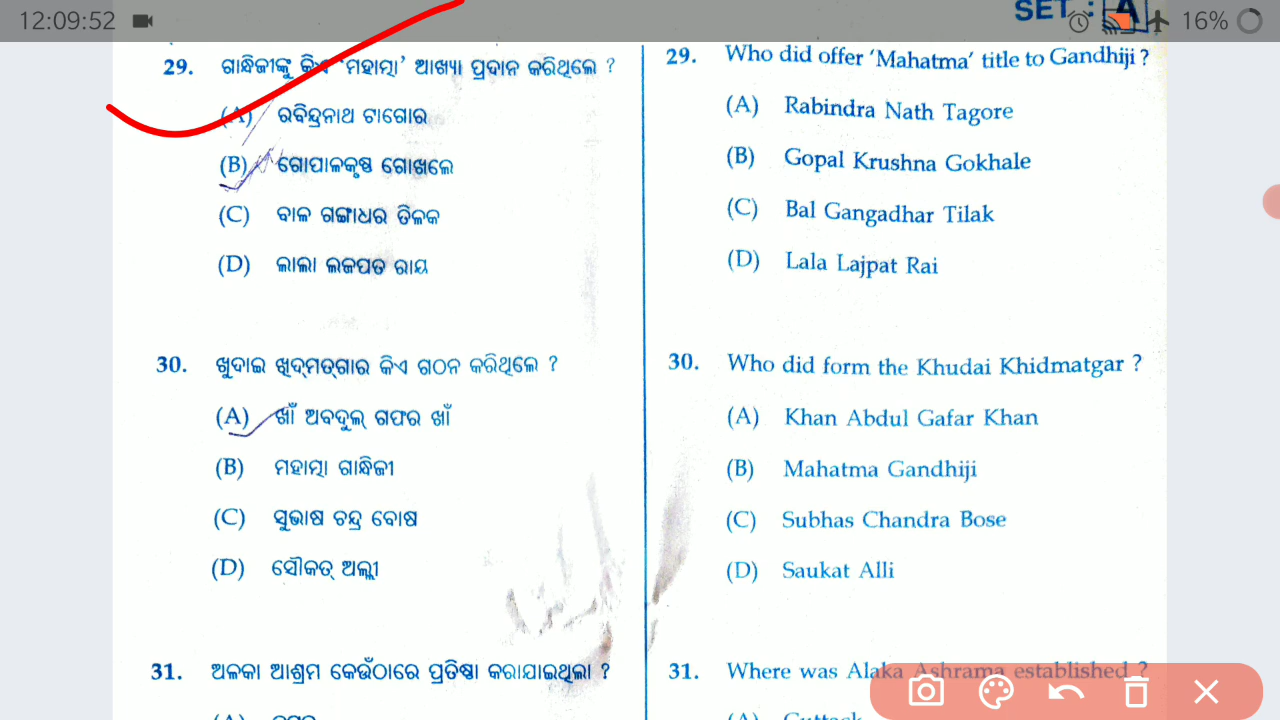 12:09:52
16%
SET : A
29. ଗାନ୍ଧିଜୀଙ୍କୁ କିଏ 'ମହାତ୍ମା' ଆଖ୍ୟା ପ୍ରଦାନ କରିଥିଲେ ?
(A) ରବିନ୍ଦ୍ରନାଥ ଟାଗୋର
(B) ଗୋପାଳକୃଷ୍ଣ ଗୋଖଲେ
(C) ବାଳ ଗଙ୍ଗାଧର ତିଳକ
(D) ଲାଲା ଲଜପତ ରାୟ
30. ଖୁଦାଇ ଖିଦ୍‌ମତ୍‌ଗାର କିଏ ଗଠନ କରିଥିଲେ ?
(A) ଖାଁ ଅବଦୁଲ୍ ଗଫର ଖାଁ
(B) ମହାତ୍ମା ଗାନ୍ଧିଜୀ
(C) ସୁଭାଷ ଚନ୍ଦ୍ର ବୋଷ
(D) ସୌକତ୍ ଅଲ୍ଲୀ
31. ଅଳକା ଆଶ୍ରମ କେଉଁଠାରେ ପ୍ରତିଷ୍ଠା କରାଯାଇଥିଲା ?
29. Who did offer 'Mahatma' title to Gandhiji ?
(A) Rabindra Nath Tagore
(B) Gopal Krushna Gokhale
(C) Bal Gangadhar Tilak
(D) Lala Lajpat Rai
30. Who did form the Khudai Khidmatgar ?
(A) Khan Abdul Gafar Khan
(B) Mahatma Gandhiji
(C) Subhas Chandra Bose
(D) Saukat Alli
31. Where was Alaka Ashrama established ?
(A) Cuttack